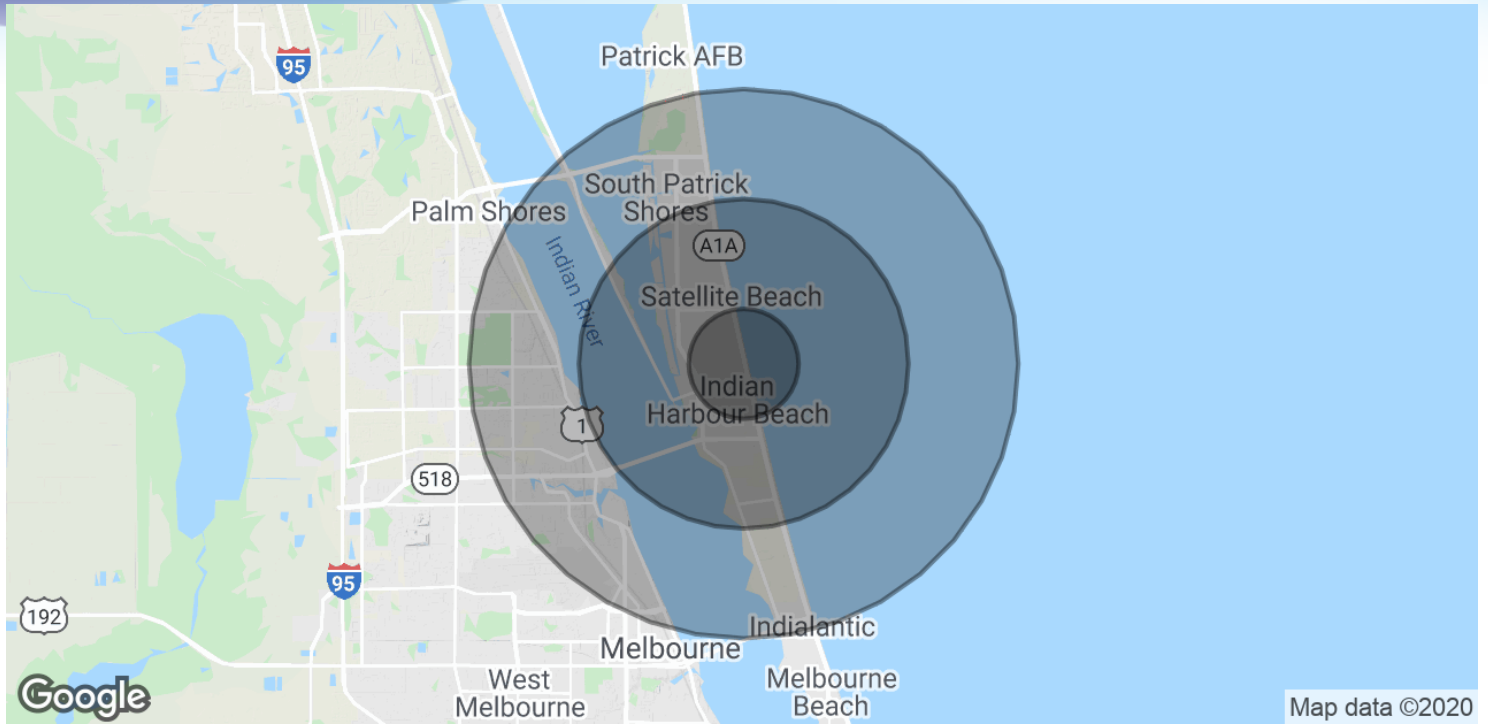 Patrick AFB
95
South Patrick
Shores
Palm Shores
A1A
Indian River
Satellite Beach
Indian
Harbour Beach
1
518
95
192
Indialantic
Melbourne
West
Melbourne
Melbourne
Beach
Google
Map data ©2020